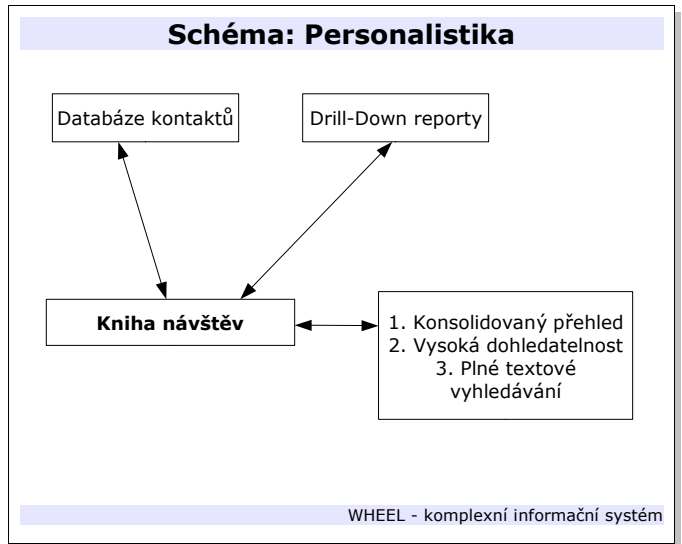 Schéma: Personalistika
Databáze kontaktů
Drill-Down reporty
Kniha návštěv
1. Konsolidovaný přehled
2. Vysoká dohledatelnost
3. Plné textové
vyhledávání
WHEEL - komplexní informační systém